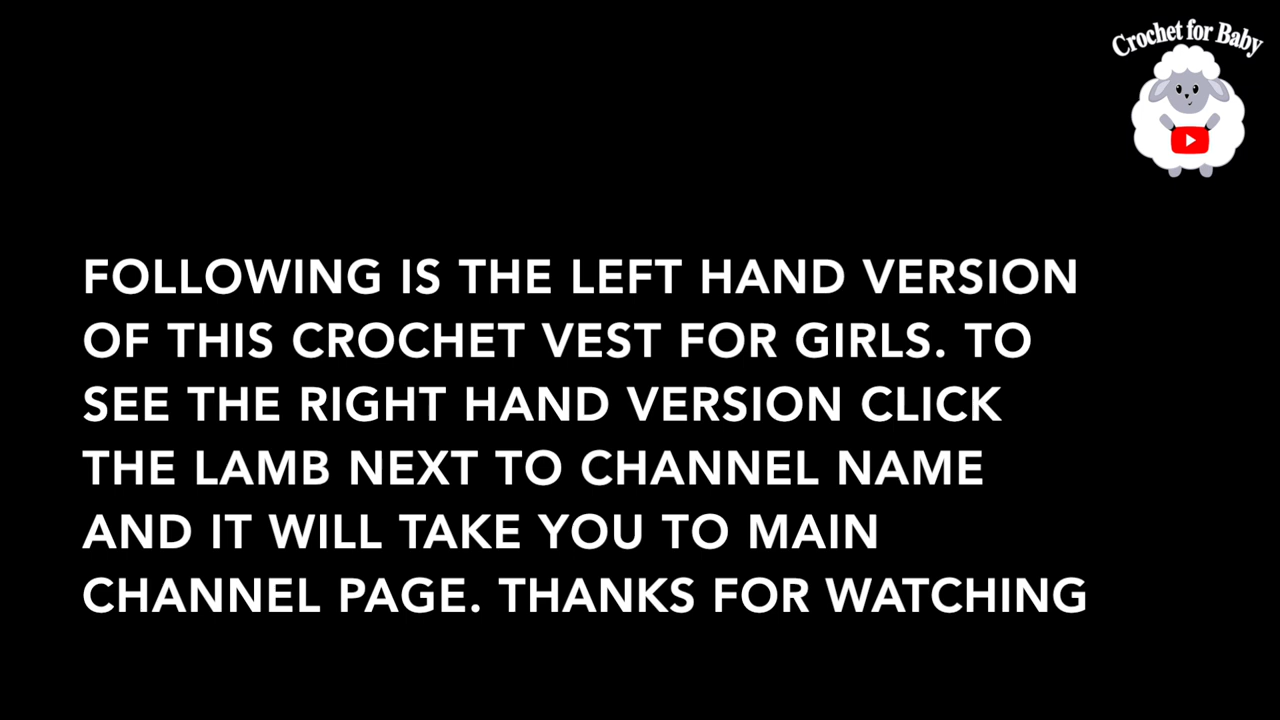 Crochet for Baby
FOLLOWING IS THE LEFT HAND VERSION
OF THIS CROCHET VEST FOR GIRLS. TO
SEE THE RIGHT HAND VERSION CLICK
THE LAMB NEXT TO CHANNEL NAME
AND IT WILL TAKE YOU TO MAIN
CHANNEL PAGE. THANKS FOR WATCHING